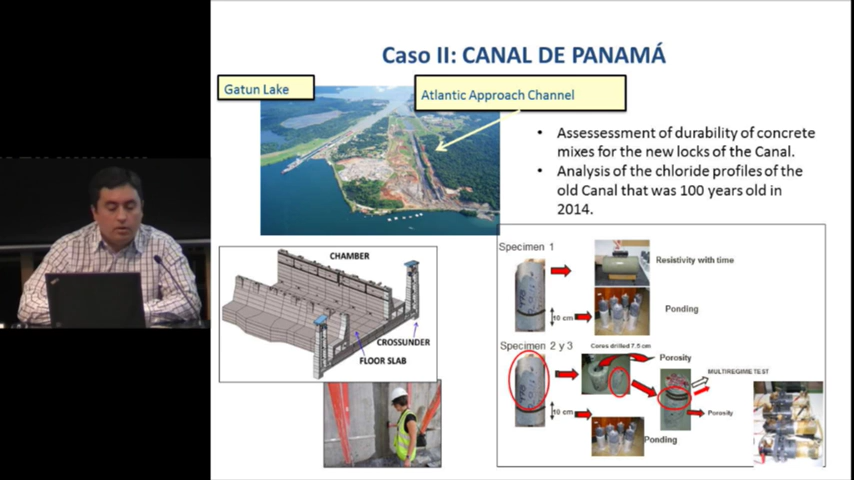 Caso II: CANAL DE PANAMÁ
Gatun Lake
Atlantic Approach Channel
• Assessessment of durability of concrete
mixes for the new locks of the Canal.
• Analysis of the chloride profiles of the
old Canal that was 100 years old in
2014.
CHAMBER
CROSSUNDER
FLOOR SLAB
Specimen 1
Resistivity with time
10 cm
Ponding
Specimen 2 y 3
Cores drilled 7.5 cm
Porosity
MULTIREGIME TEST
10 cm
Porosity
Ponding